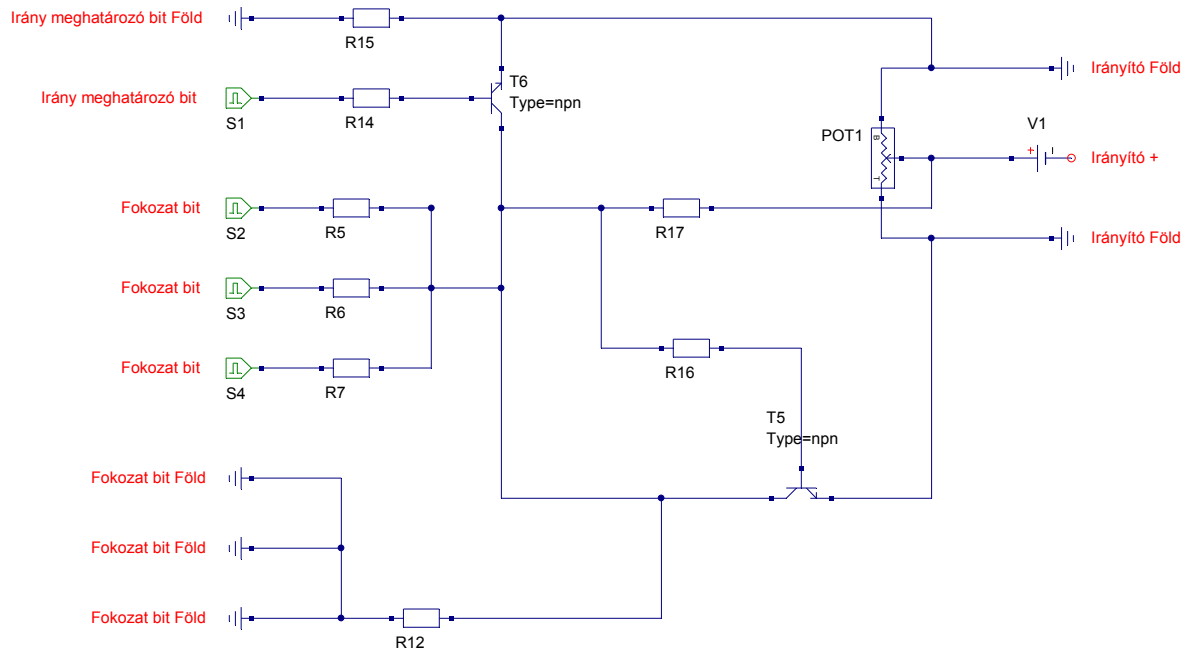 Irány meghatározó bit Föld
R15
T6
Type=npn
Irány meghatározó bit
S1
R14
Irányító Föld
POT1
B
T
V1
+
Irányító +
Fokozat bit
S2
R5
R17
Irányító Föld
Fokozat bit
S3
R6
Fokozat bit
S4
R7
R16
T5
Type=npn
Fokozat bit Föld
Fokozat bit Föld
Fokozat bit Föld
R12